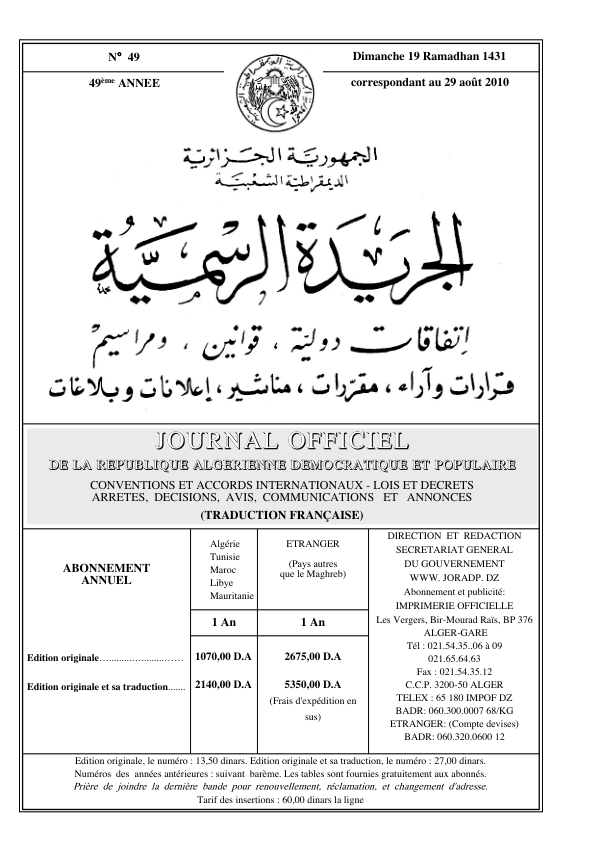 N° 49
Dimanche 19 Ramadhan 1431
49ème ANNEE
correspondant au 29 août 2010
الجمهورية الجزائرية
الديمقراطية الشعبية
الجريدة الرسمية
إتفاقات دولية ، قوانين ، ومراسيم
قرارات وآراء ، مقررات ، مناشير ، إعلانات وبلاغات
JOURNAL OFFICIEL
DE LA REPUBLIQUE ALGERIENNE DEMOCRATIQUE ET POPULAIRE
CONVENTIONS ET ACCORDS INTERNATIONAUX - LOIS ET DECRETS
ARRETES, DECISIONS, AVIS, COMMUNICATIONS ET ANNONCES
(TRADUCTION FRANÇAISE)
ABONNEMENT
ANNUEL
Algérie
Tunisie
Maroc
Libye
Mauritanie
ETRANGER
(Pays autres
que le Maghreb)
1 An
1 An
Edition originale….........….........……
1070,00 D.A
2675,00 D.A
Edition originale et sa traduction.......
2140,00 D.A
5350,00 D.A
(Frais d'expédition en
sus)
DIRECTION ET REDACTION
SECRETARIAT GENERAL
DU GOUVERNEMENT
WWW. JORADP. DZ
Abonnement et publicité:
IMPRIMERIE OFFICIELLE
Les Vergers, Bir-Mourad Raïs, BP 376
ALGER-GARE
Tél : 021.54.35..06 à 09
021.65.64.63
Fax : 021.54.35.12
C.C.P. 3200-50 ALGER
TELEX : 65 180 IMPOF DZ
BADR: 060.300.0007 68/KG
ETRANGER: (Compte devises)
BADR: 060.320.0600 12
Edition originale, le numéro : 13,50 dinars. Edition originale et sa traduction, le numéro : 27,00 dinars.
Numéros des années antérieures : suivant barème. Les tables sont fournies gratuitement aux abonnés.
Prière de joindre la dernière bande pour renouvellement, réclamation, et changement d'adresse.
Tarif des insertions : 60,00 dinars la ligne